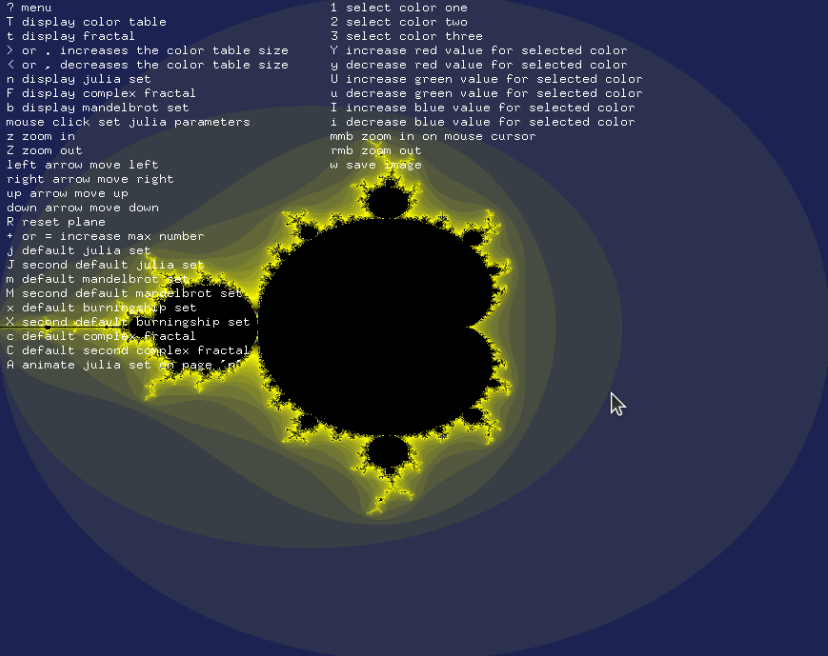 ? menu
T display color table
t display fractal
> or . increases the color table size
< or , decreases the color table size
n display julia set
F display complex fractal
b display mandelbrot set
mouse click set julia parameters
z zoom in
Z zoom out
left arrow move left
right arrow move right
up arrow move up
down arrow move down
R reset plane
+ or = increase max number
j default julia set
J second default julia set
m default mandelbrot set
M second default mandelbrot set
x default burningship set
X second default burningship set
c default complex fractal
C default second complex fractal
A animate julia set on page 'n'
1 select color one
2 select color two
3 select color three
Y increase red value for selected color
y decrease red value for selected color
U increase green value for selected color
u decrease green value for selected color
I increase blue value for selected color
i decrease blue value for selected color
mmb zoom in on mouse cursor
rmb zoom out
w save image